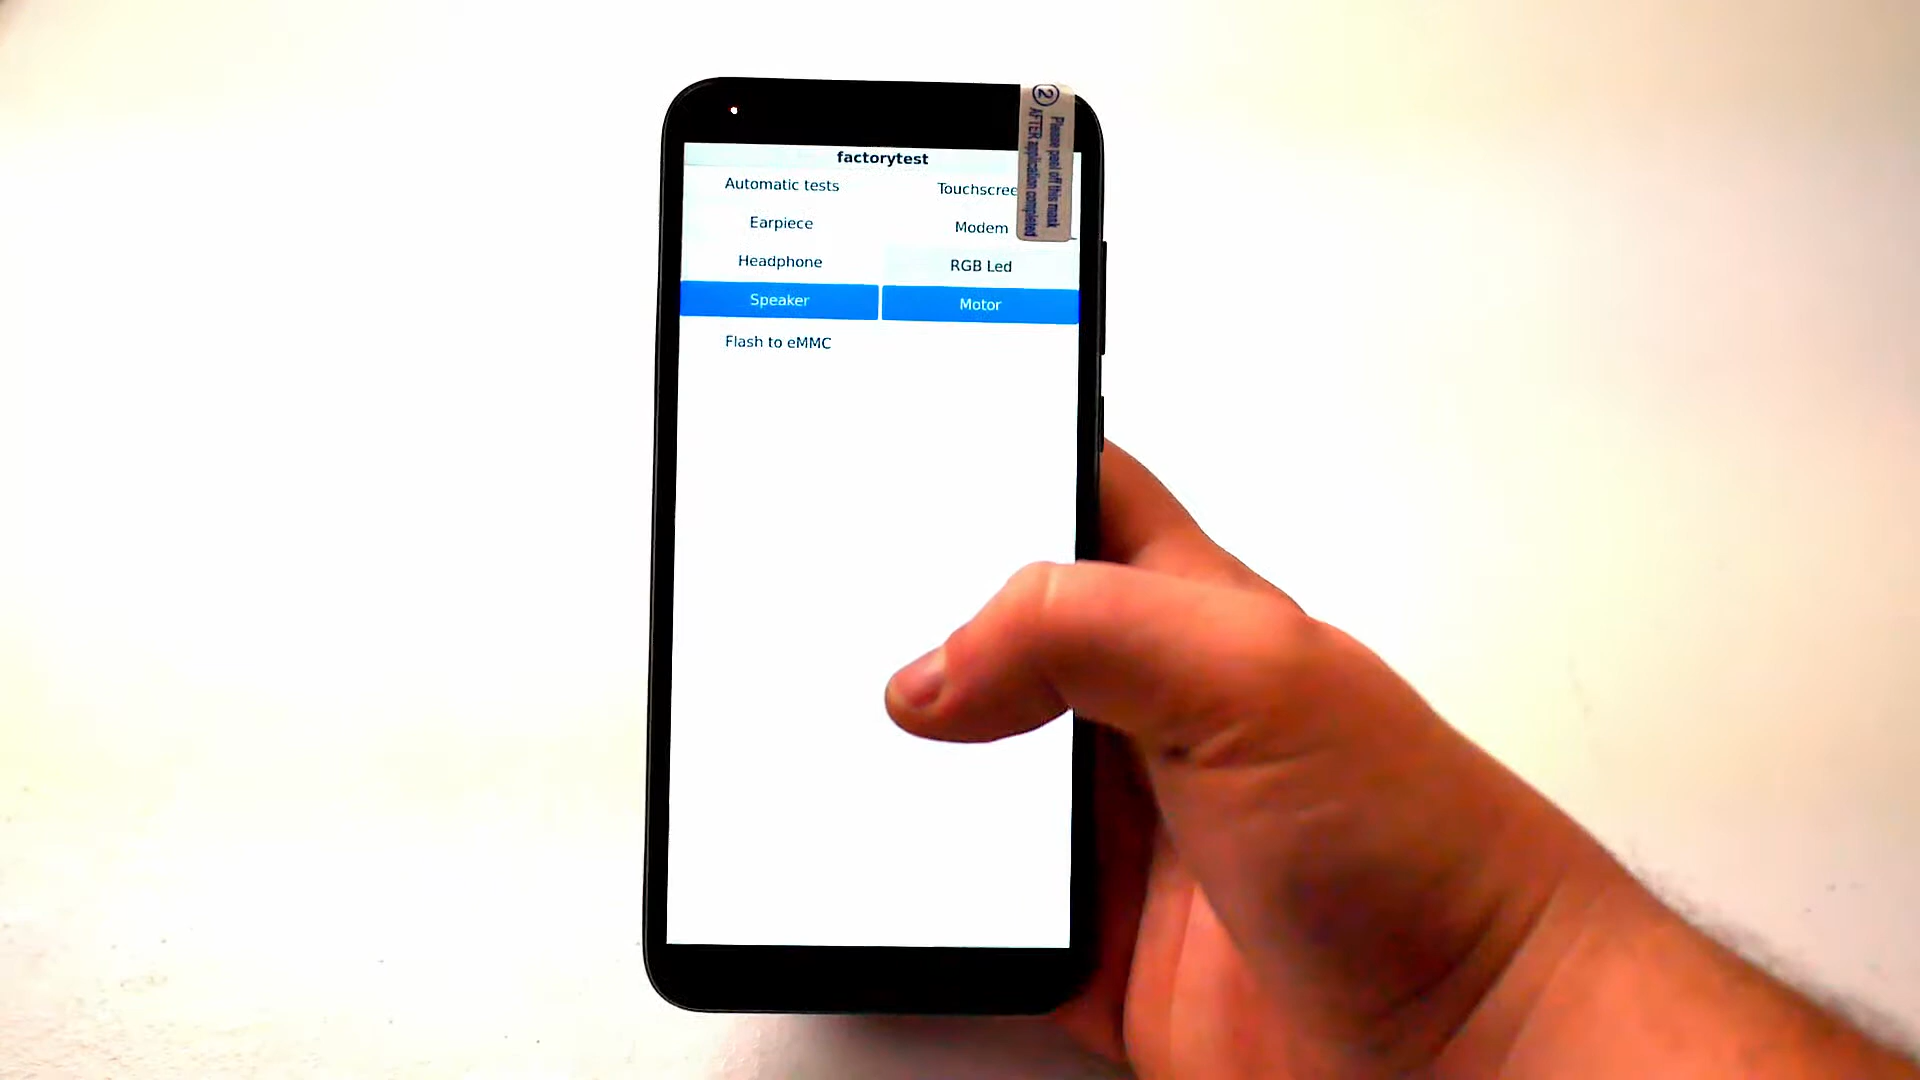 factorytest
Automatic tests
Touchscree
Earpiece
Modem
Headphone
RGB Led
Speaker
Motor
Flash to eMMC
2 Please peel off this mask
AFTER application completed